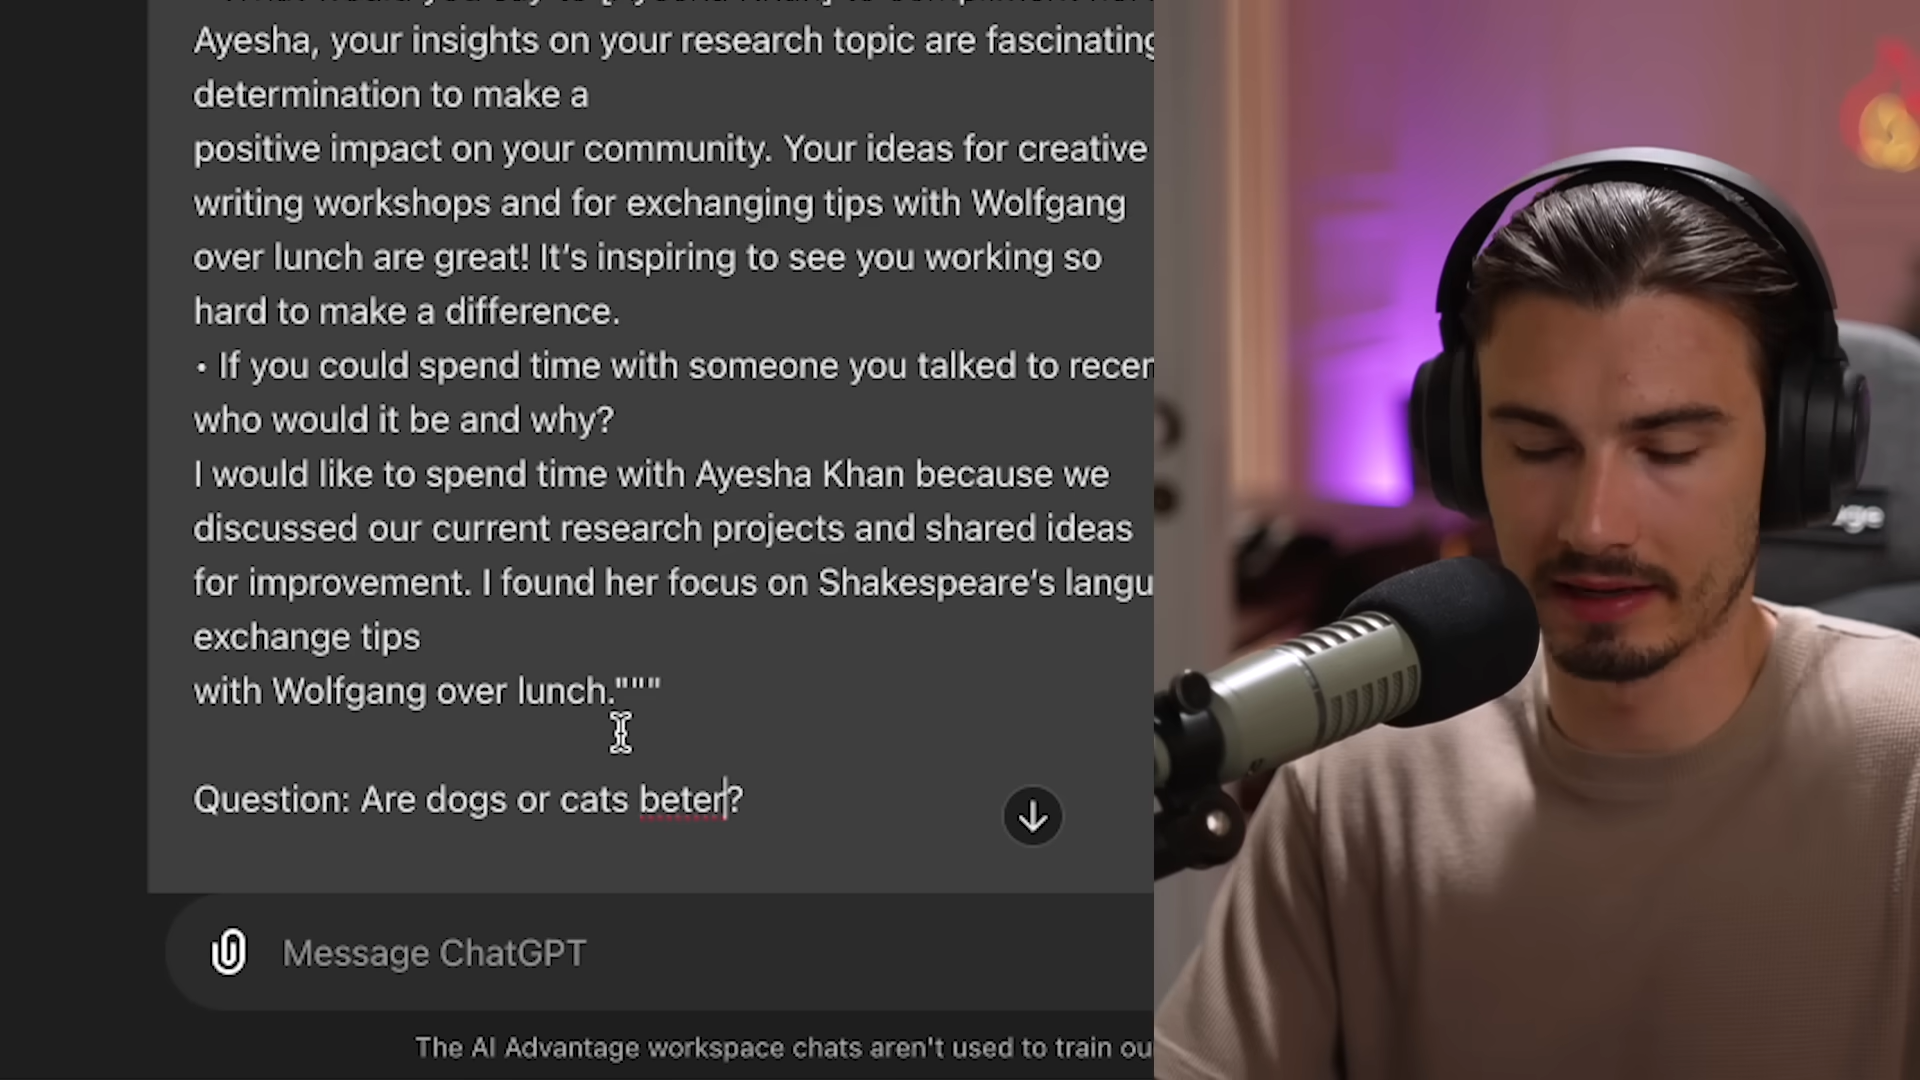 Ayesha, your insights on your research topic are fascinating
determination to make a
positive impact on your community. Your ideas for creative
writing workshops and for exchanging tips with Wolfgang
over lunch are great! It's inspiring to see you working so
hard to make a difference.
• If you could spend time with someone you talked to recen
who would it be and why?
I would like to spend time with Ayesha Khan because we
discussed our current research projects and shared ideas
for improvement. I found her focus on Shakespeare's langu
exchange tips
with Wolfgang over lunch."""
Question: Are dogs or cats beter?
Message ChatGPT
The AI Advantage workspace chats aren't used to train ou